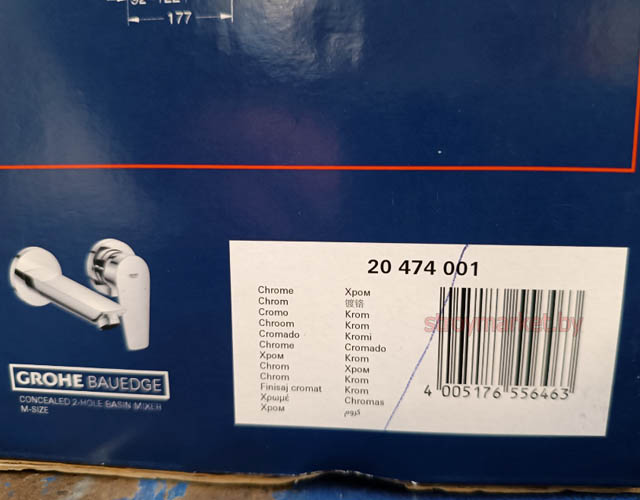 177
GROHE
GROHE BAUEDGE
CONCEALED 2-HOLE BASIN MIXER
M-SIZE
20 474 001
Chrome
Chrom
Cromo
Chroom
Cromado
Chrome
Хром
Chrom
Chrom
Finisaj cromat
Χρωμέ
Хром
Хром
镀铬
Krom
Krom
Kromi
Cromado
Krom
Хром
Krom
Krom
Chromas
كروم
stroymarket.by
4 005176 556463